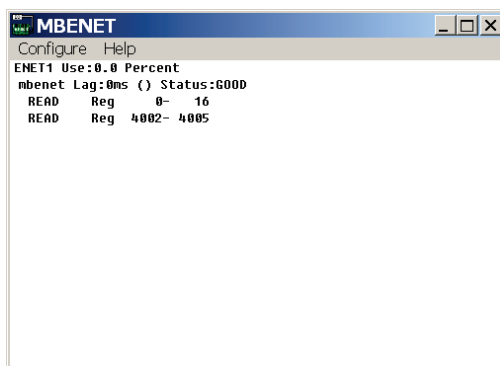 MBENET
Configure Help
ENET1 Use:0.0 Percent
mbenet Lag:0ms () Status:GOOD
READ Reg 0- 16
READ Reg 4002- 4005